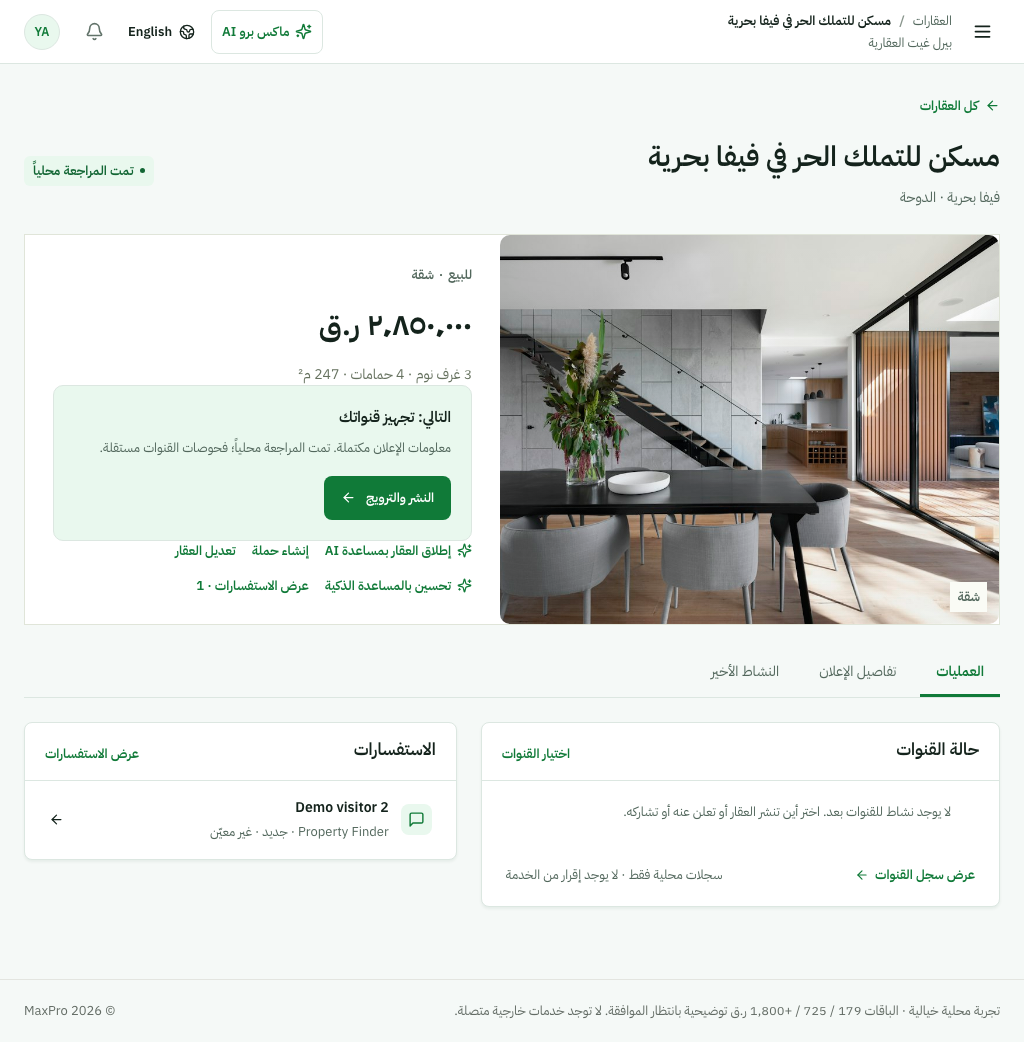 العقارات / مسكن للتملك الحر في فيفا بحرية
بيرل غيت العقارية
ماكس برو AI
English
YA
كل العقارات
مسكن للتملك الحر في فيفا بحرية
تمت المراجعة محلياً
فيفا بحرية · الدوحة
شقة
للبيع · شقة
٢,٨٥٠,٠٠٠ ر.ق
3 غرف نوم · 4 حمامات · 247 م²
التالي: تجهيز قنواتك
معلومات الإعلان مكتملة. تمت المراجعة محلياً؛ فحوصات القنوات مستقلة.
النشر والترويج
إطلاق العقار بمساعدة AI إنشاء حملة تعديل العقار
تحسين بالمساعدة الذكية عرض الاستفسارات · 1
العمليات تفاصيل الإعلان النشاط الأخير
حالة القنوات
اختيار القنوات
لا يوجد نشاط للقنوات بعد. اختر أين تنشر العقار أو تعلن عنه أو تشاركه.
عرض سجل القنوات
سجلات محلية فقط · لا يوجد إقرار من الخدمة
الاستفسارات
عرض الاستفسارات
Demo visitor 2
Property Finder · جديد · غير معيّن
تجربة محلية خيالية · الباقات 179 / 725 / +1,800 ر.ق توضيحية بانتظار الموافقة. لا توجد خدمات خارجية متصلة.
© 2026 MaxPro